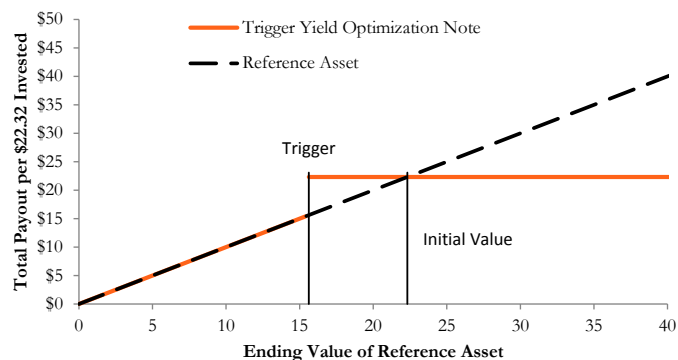 $50
$45
$40
$35
$30
$25
$20
$15
$10
$5
$0
Total Payout per $22.32 Invested
Trigger Yield Optimization Note
Reference Asset
Trigger
Initial Value
0 5 10 15 20 25 30 35 40
Ending Value of Reference Asset